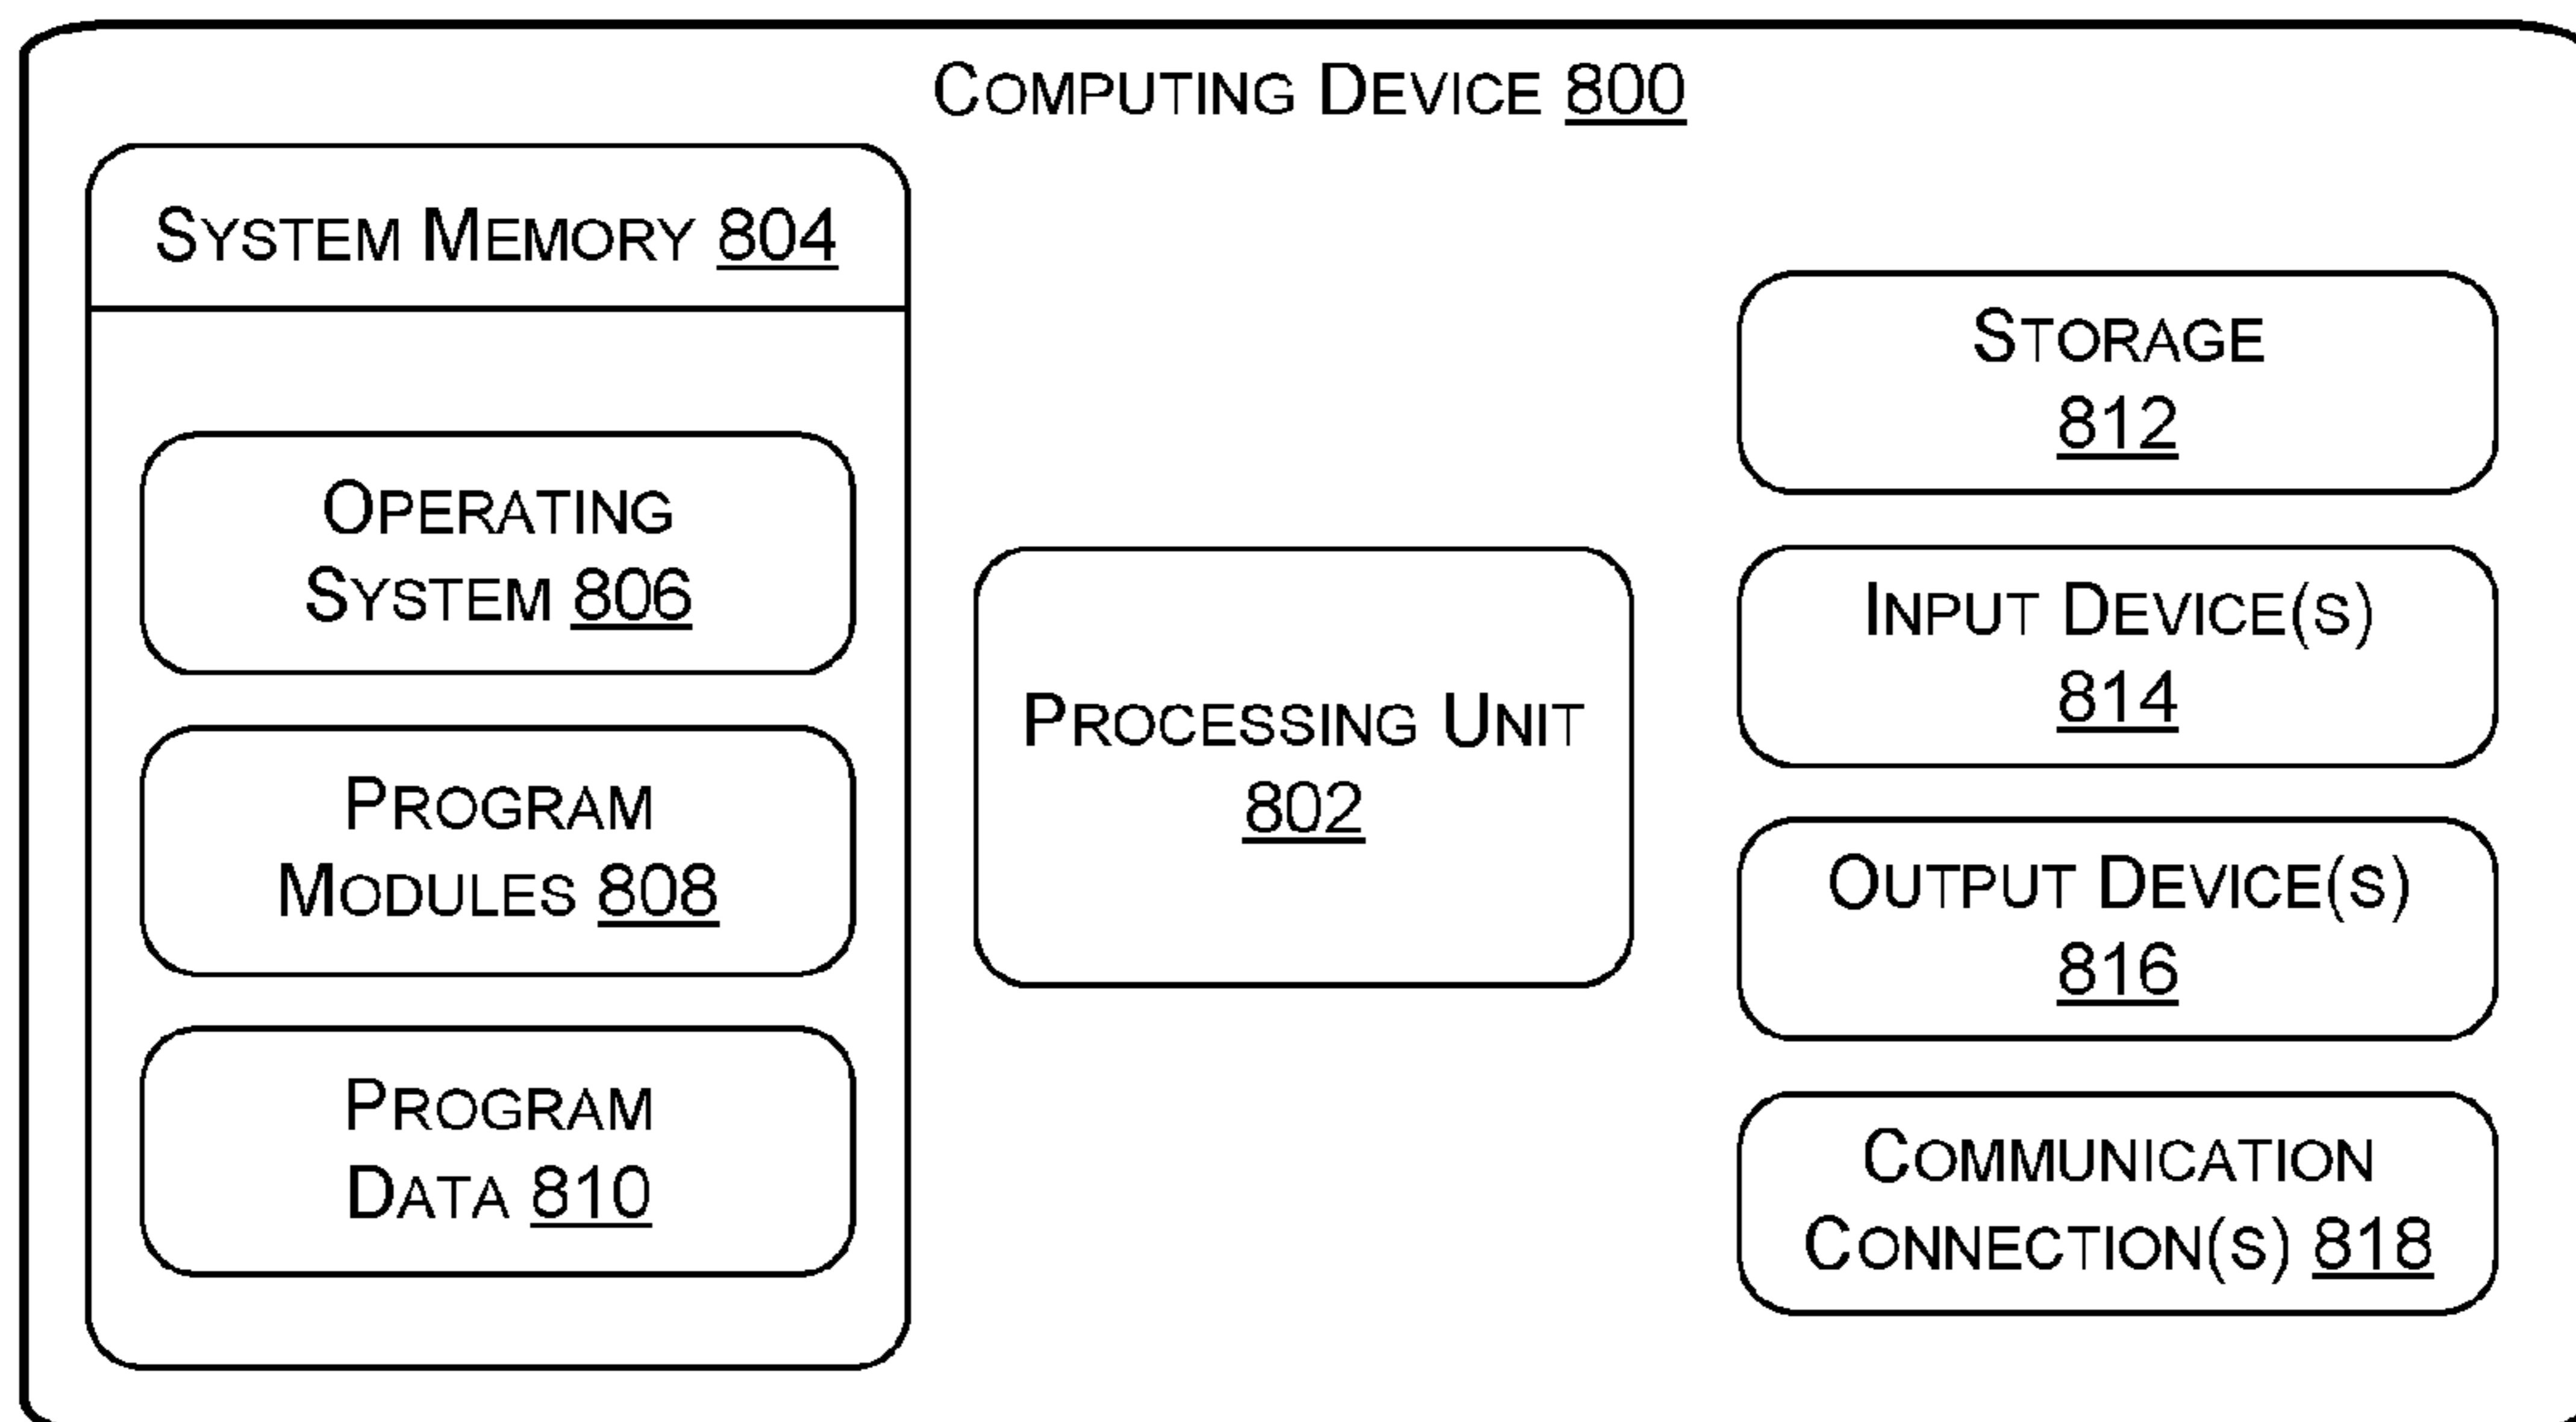 COMPUTING DEVICE 800
SYSTEM MEMORY 804
OPERATING
SYSTEM 806
PROGRAM
MODULES 808
PROGRAM
DATA 810
PROCESSING UNIT
802
STORAGE
812
INPUT DEVICE(S)
814
OUTPUT DEVICE(S)
816
COMMUNICATION
CONNECTION(S) 818